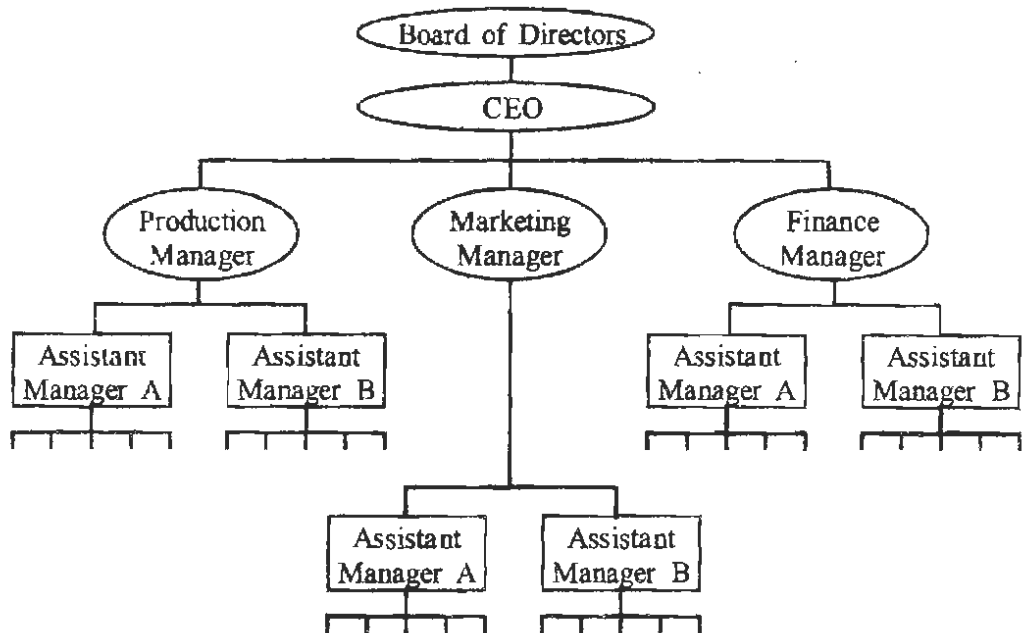 Board of Directors
CEO
Production
Manager
Marketing
Manager
Finance
Manager
Assistant
Manager A
Assistant
Manager B
Assistant
Manager A
Assistant
Manager B
Assistant
Manager A
Assistant
Manager B